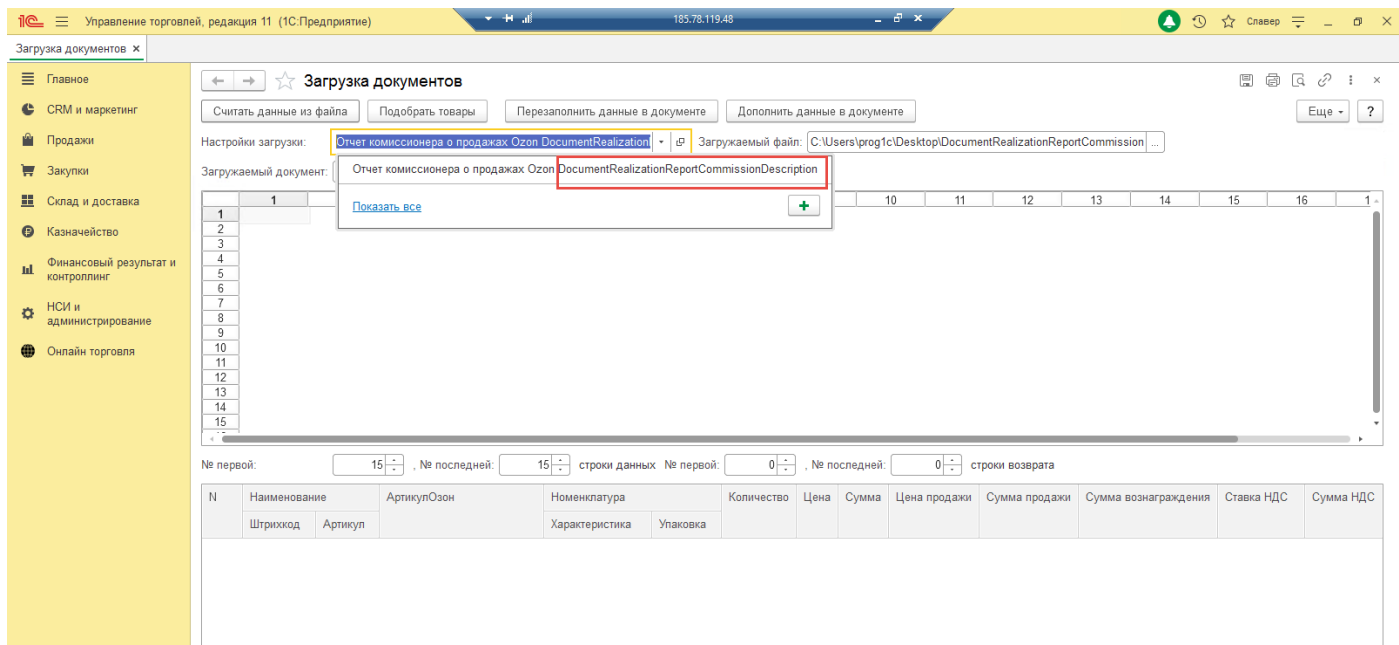 1С Управление торговлей, редакция 11 (1С:Предприятие) 185.78.119.48 Славер
Загрузка документов ×
Главное
CRM и маркетинг
Продажи
Закупки
Склад и доставка
Казначейство
Финансовый результат и
контроллинг
НСИ и
администрирование
Онлайн торговля
Загрузка документов
Считать данные из файла Подобрать товары Перезаполнить данные в документе Дополнить данные в документе Еще ?
Настройки загрузки: Отчет комиссионера о продажах Ozon DocumentRealization Загружаемый файл: C:\Users\prog1c\Desktop\DocumentRealizationReportCommission ...
Загружаемый документ: Отчет комиссионера о продажах Ozon DocumentRealizationReportCommissionDescription
Показать все +
1 10 11 12 13 14 15 16 1
1
2
3
4
5
6
7
8
9
10
11
12
13
14
15
№ первой: 15 , № последней: 15 строки данных № первой: 0 , № последней: 0 строки возврата
N Наименование АртикулОзон Номенклатура Количество Цена Сумма Цена продажи Сумма продажи Сумма вознаграждения Ставка НДС Сумма НДС
Штрихкод Артикул Характеристика Упаковка